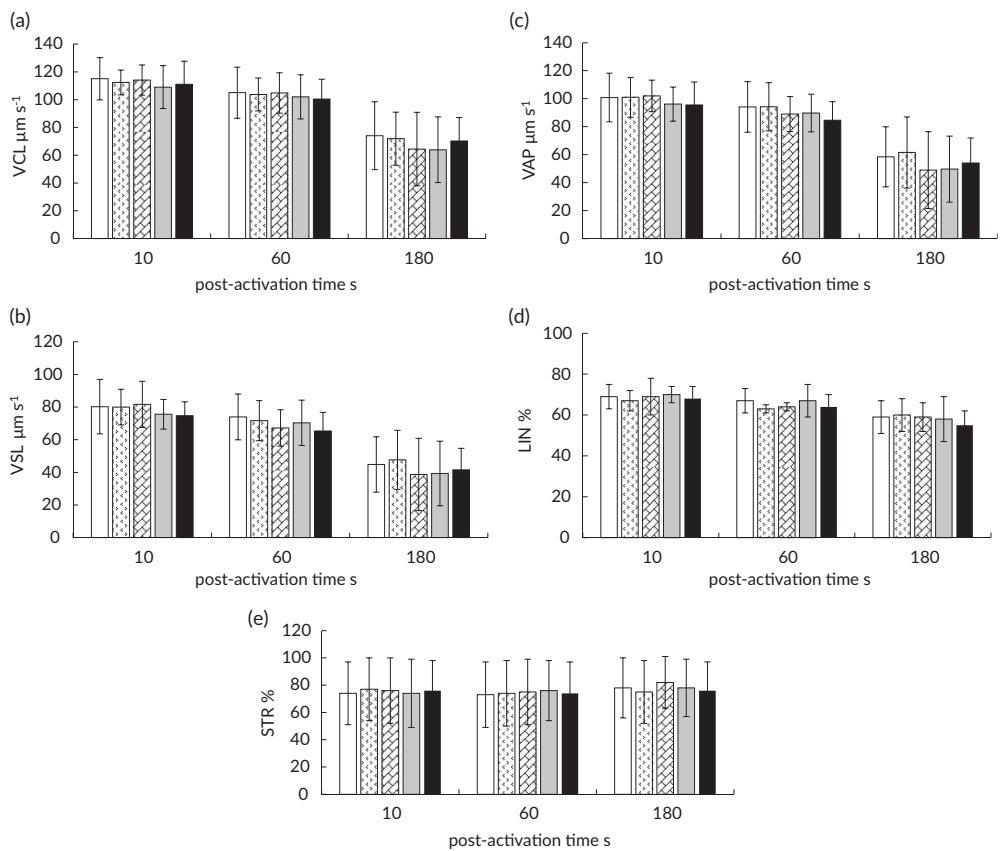 (a)
VCL µm s-1
140
120
100
80
60
40
20
0
10 60 180
post-activation time s
(c)
VAP µm s-1
140
120
100
80
60
40
20
0
10 60 180
post-activation time s
(b)
VSL µm s-1
120
100
80
60
40
20
0
10 60 180
post-activation time s
(d)
LIN %
100
80
60
40
20
0
10 60 180
post-activation time s
(e)
STR %
120
100
80
60
40
20
0
10 60 180
post-activation time s